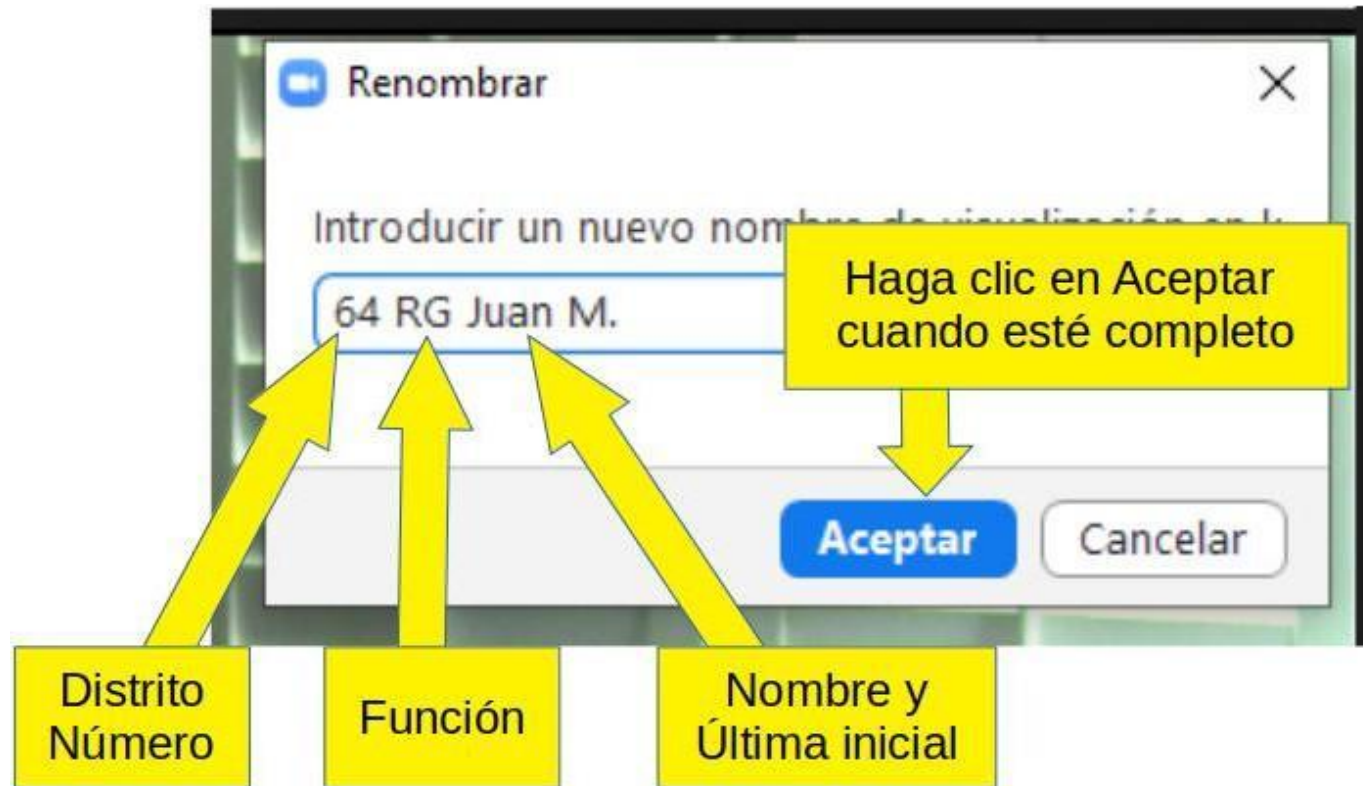 Renombrar
Introducir un nuevo
64 RG Juan M.
Haga clic en Aceptar
cuando esté completo
Aceptar
Cancelar
Distrito
Número
Función
Nombre y
Última inicial